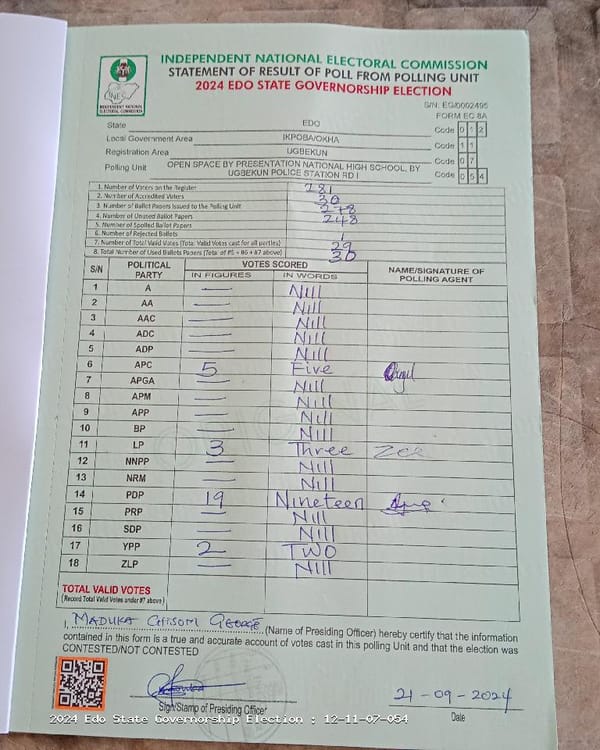 INDEPENDENT NATIONAL ELECTORAL COMMISSION
STATEMENT OF RESULT OF POLL FROM POLLING UNIT
2024 EDO STATE GOVERNORSHIP ELECTION
INEC
INDEPENDENT NATIONAL ELECTORAL COMMISSION
S/N: EG/0002495
FORM EC 8A
State EDO Code 0 1 2
Local Government Area IKPOBA/OKHA Code 1 1
Registration Area UGBEKUN Code 0 7
Polling Unit OPEN SPACE BY PRESENTATION NATIONAL HIGH SCHOOL, BY UGBEKUN POLICE STATION RD I Code 0 5 4
1. Number of Voters on the Register 781
2. Number of Accredited Voters 30
3. Number of Ballot Papers Issued to the Polling Unit 278
4. Number of Unused Ballot Papers 248
5. Number of Spoiled Ballot Papers
6. Number of Rejected Ballots 1
7. Number of Total Valid Votes (Total Valid Votes cast for all parties) 29
8. Total Number of Used Ballots Papers (Total of #5 + #6 + #7 above) 30
S/N POLITICAL PARTY VOTES SCORED NAME/SIGNATURE OF POLLING AGENT
IN FIGURES IN WORDS
1 A — Nill
2 AA — Nill
3 AAC — Nill
4 ADC — Nill
5 ADP — Nill
6 APC 5 Five
7 APGA — Nill
8 APM — Nill
9 APP — Nill
10 BP — Nill
11 LP 3 Three Zee
12 NNPP — Nill
13 NRM — Nill
14 PDP 19 Nineteen
15 PRP — Nill
16 SDP — Nill
17 YPP 2 TWO
18 ZLP — Nill
TOTAL VALID VOTES
(Record Total Valid Votes under #7 above)
I, MADUKA CHISOM GEORGE (Name of Presiding Officer) hereby certify that the information
contained in this form is a true and accurate account of votes cast in this polling Unit and that the election was
CONTESTED/NOT CONTESTED
Sign/Stamp of Presiding Officer
21-09-2024
Date
2024 Edo State Governorship Election : 12-11-07-054